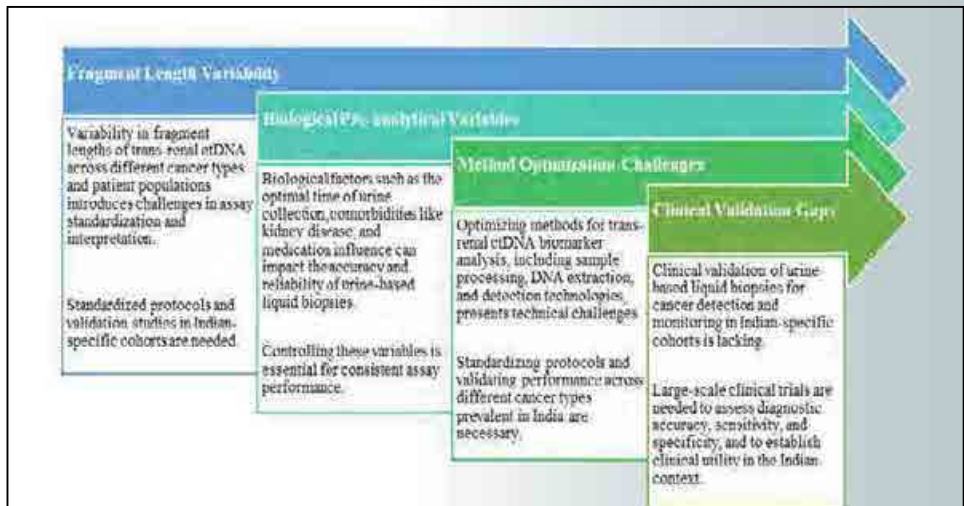 Fragment Length Variability
Variability in fragment
lengths of trans-renal ctDNA
across different cancer types
and patient populations
introduces challenges in assay
standardization and
interpretation.
Standardized protocols and
validation studies in Indian-
specific cohorts are needed.
Biological Pre-analytical Variables
Biological factors such as the
optimal time of urine
collection, comorbidities like
kidney disease, and
medication influence can
impact the accuracy and
reliability of urine-based
liquid biopsies.
Controlling these variables is
essential for consistent assay
performance.
Method Optimization Challenges
Optimizing methods for trans-
renal ctDNA biomarker
analysis, including sample
processing, DNA extraction,
and detection technologies,
presents technical challenges
Standardizing protocols and
validating performance across
different cancer types
prevalent in India are
necessary.
Clinical Validation Gaps
Clinical validation of urine-
based liquid biopsies for
cancer detection and
monitoring in Indian-specific
cohorts is lacking.
Large-scale clinical trials are
needed to assess diagnostic
accuracy, sensitivity, and
specificity, and to establish
clinical utility in the Indian
context.